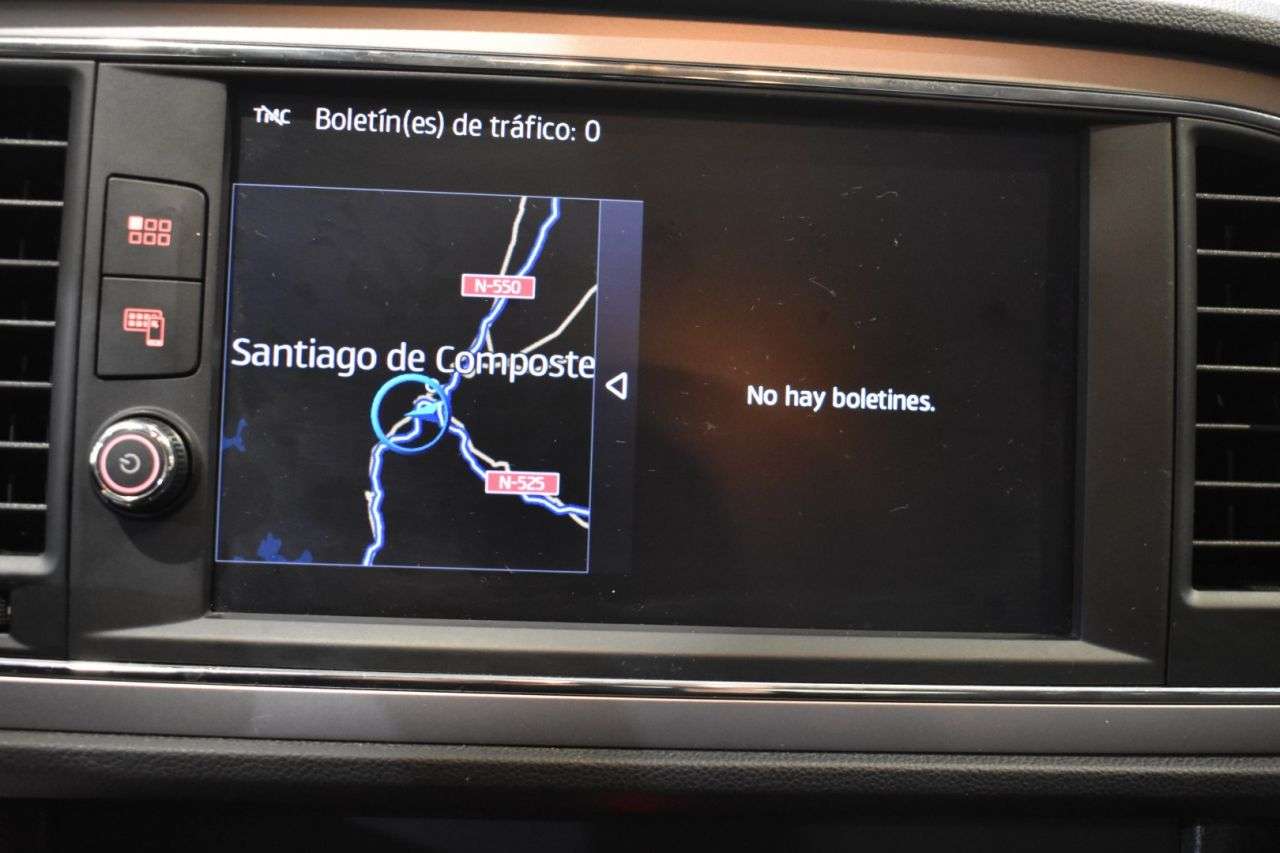 TMC Boletín(es) de tráfico: 0
N-550
Santiago de Composte
No hay boletines.
N-525